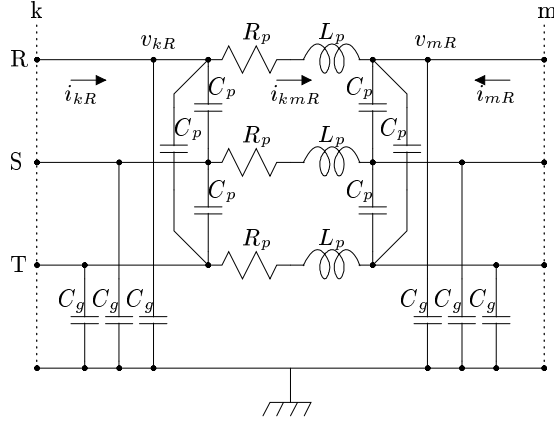 k m
v_{kR} R_p L_p v_{mR}
R
i_{kR} C_p i_{kmR} C_p i_{mR}
C_p R_p L_p C_p
S
C_p C_p
R_p L_p
T
C_g C_g C_g C_g C_g C_g